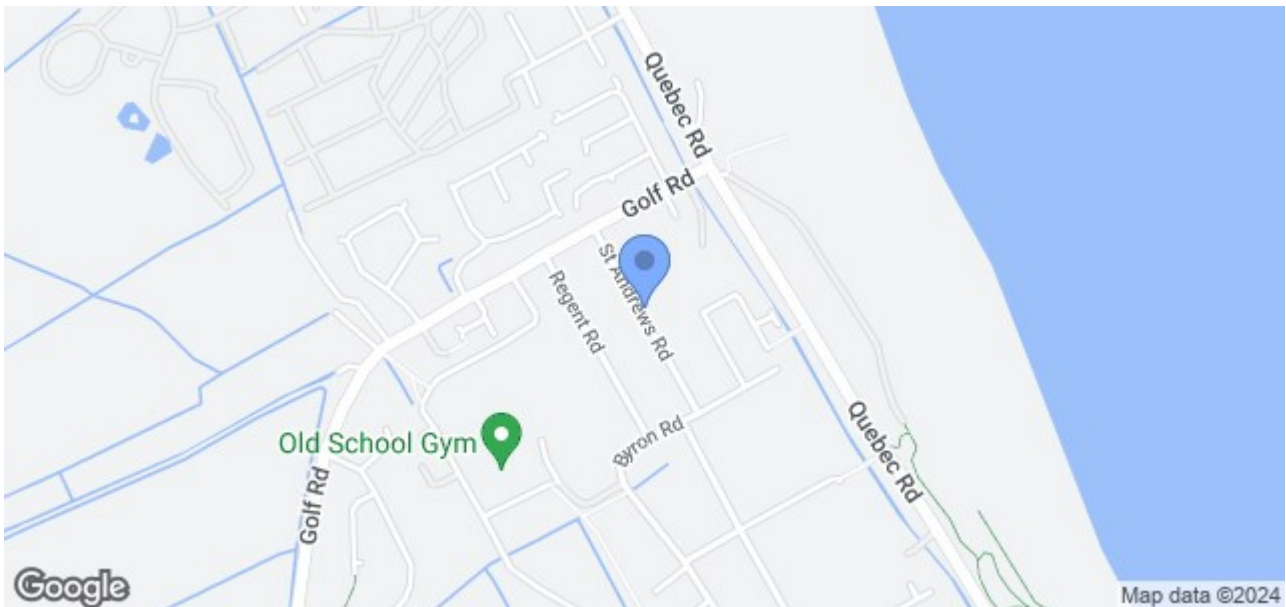 Quebec Rd
Golf Rd
St Andrews Rd
Regent Rd
Quebec Rd
Byron Rd
Old School Gym
Golf Rd
Google
Map data ©2024